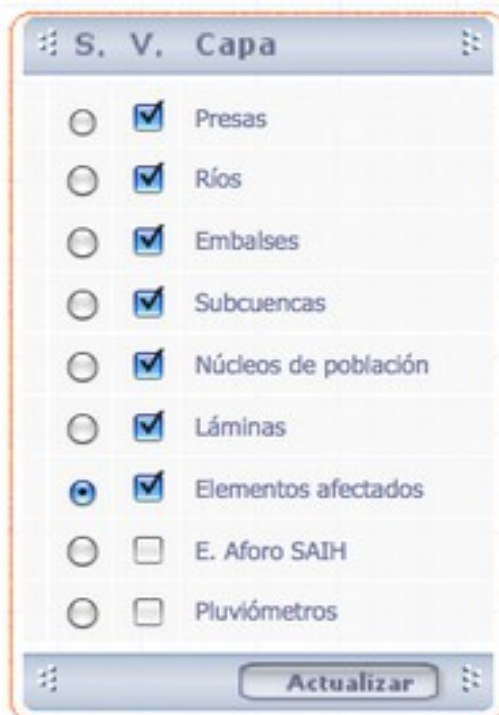 S. V. Capa
Presas
Ríos
Embalses
Subcuencas
Núcleos de población
Láminas
Elementos afectados
E. Aforo SAIH
Pluviómetros
Actualizar